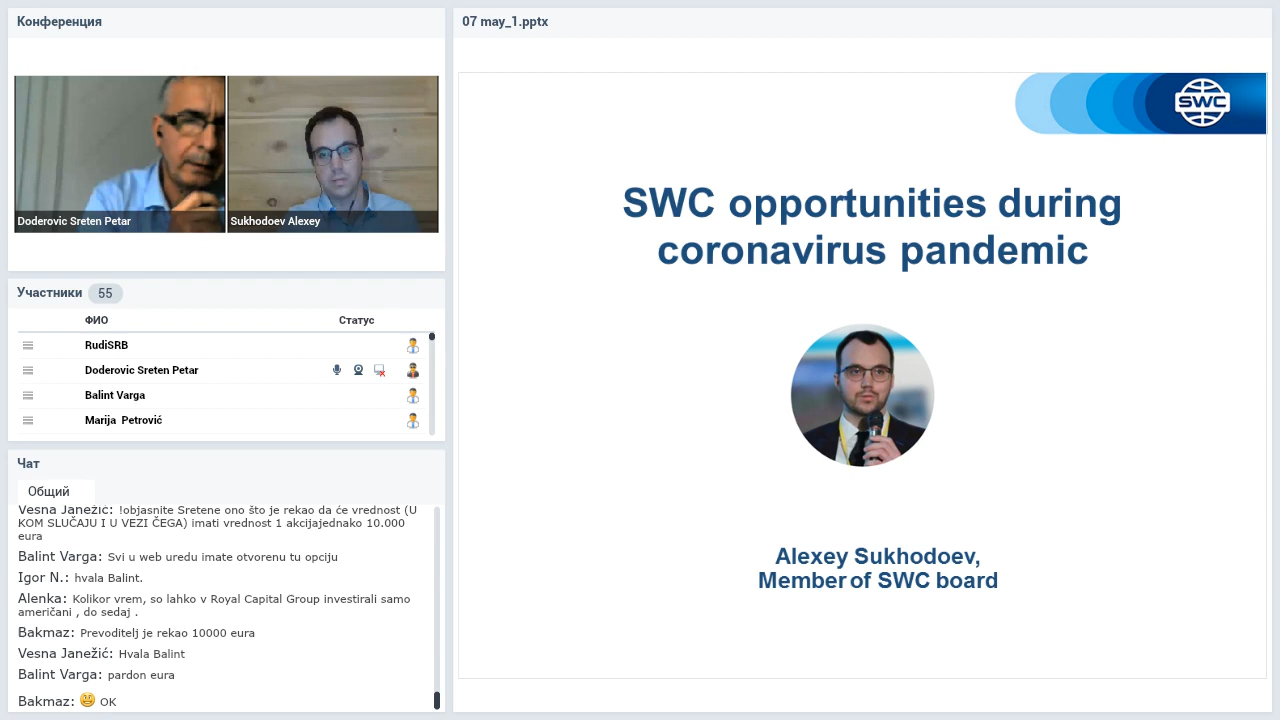 Конференция
Doderovic Sreten Petar
Sukhodoev Alexey
Участники 55
ФИО Статус
RudiSRB
Doderovic Sreten Petar
Balint Varga
Marija Petrović
Чат
Общий
Vesna Janežić: !objasnite Sretene ono što je rekao da će vrednost (U
KOM SLUČAJU I U VEZI ČEGA) imati vrednost 1 akcijajednako 10.000
eura
Balint Varga: Svi u web uredu imate otvorenu tu opciju
Igor N.: hvala Balint.
Alenka: Kolikor vrem, so lahko v Royal Capital Group investirali samo
američani , do sedaj .
Bakmaz: Prevoditelj je rekao 10000 eura
Vesna Janežić: Hvala Balint
Balint Varga: pardon eura
Bakmaz: OK
07 may_1.pptx
SWC
SWC opportunities during
coronavirus pandemic
Alexey Sukhodoev,
Member of SWC board